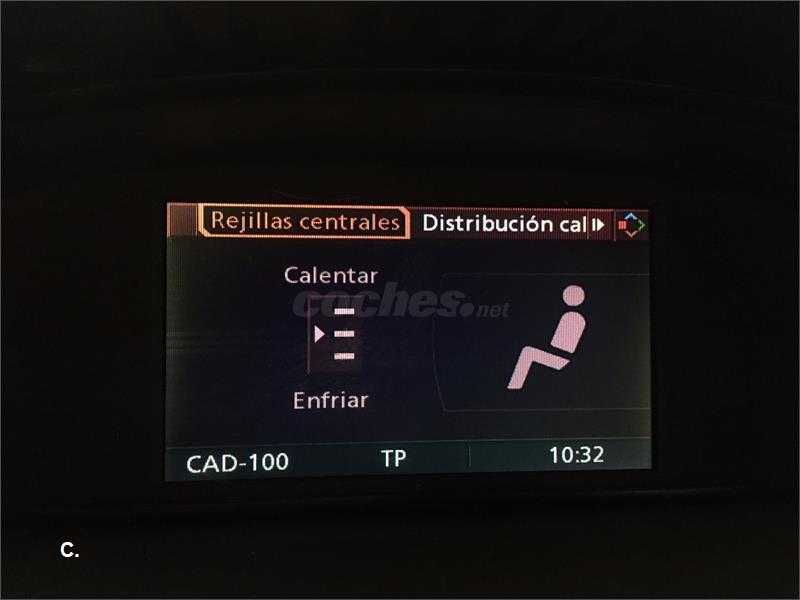 Rejillas centrales Distribución cal
Calentar
coches.net
Enfriar
CAD-100 TP 10:32
C.